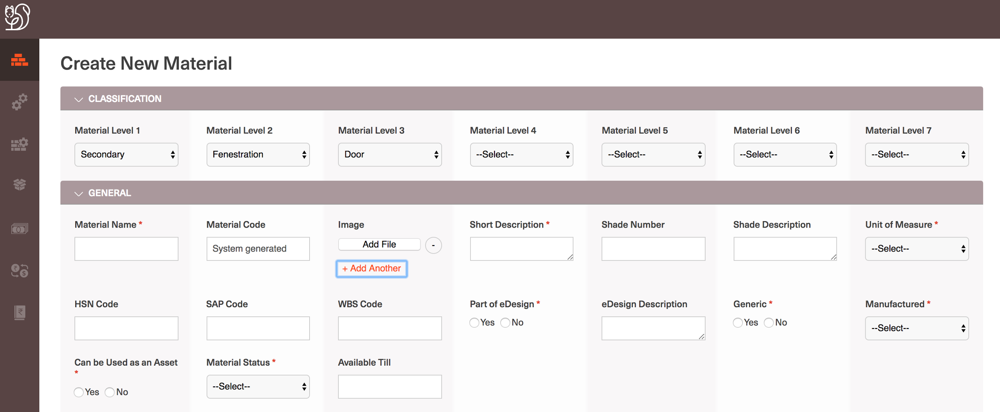 Create New Material
CLASSIFICATION
Material Level 1 Material Level 2 Material Level 3 Material Level 4 Material Level 5 Material Level 6 Material Level 7
Secondary Fenestration Door --Select-- --Select-- --Select-- --Select--
GENERAL
Material Name * Material Code Image Short Description * Shade Number Shade Description Unit of Measure *
System generated Add File - --Select--
+ Add Another
HSN Code SAP Code WBS Code Part of eDesign * eDesign Description Generic * Manufactured *
Yes No Yes No --Select--
Can be Used as an Asset Material Status * Available Till
*
Yes No --Select--